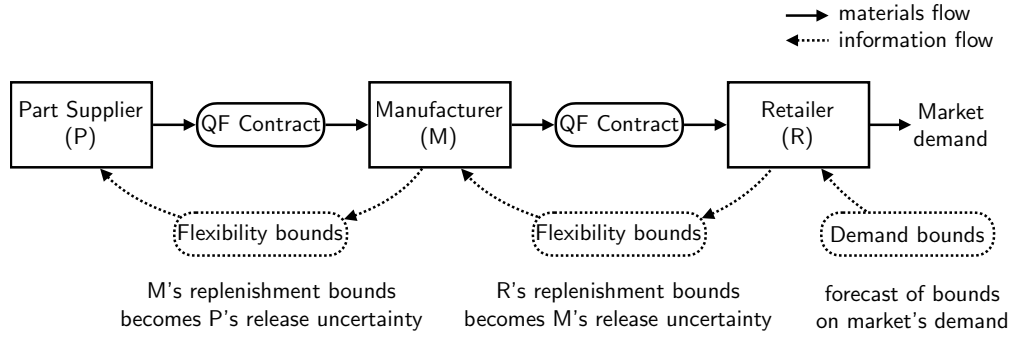 materials flow
information flow
Part Supplier
(P)
QF Contract
Manufacturer
(M)
QF Contract
Retailer
(R)
Market
demand
Flexibility bounds
Flexibility bounds
Demand bounds
M's replenishment bounds
becomes P's release uncertainty
R's replenishment bounds
becomes M's release uncertainty
forecast of bounds
on market's demand